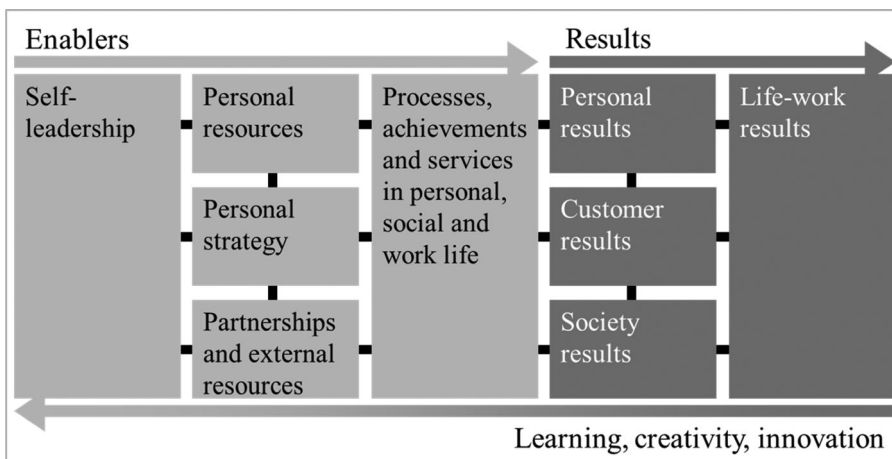 Enablers
Results
Self-
leadership
Personal
resources
Personal
strategy
Partnerships
and external
resources
Processes,
achievements
and services
in personal,
social and
work life
Personal
results
Customer
results
Society
results
Life-work
results
Learning, creativity, innovation